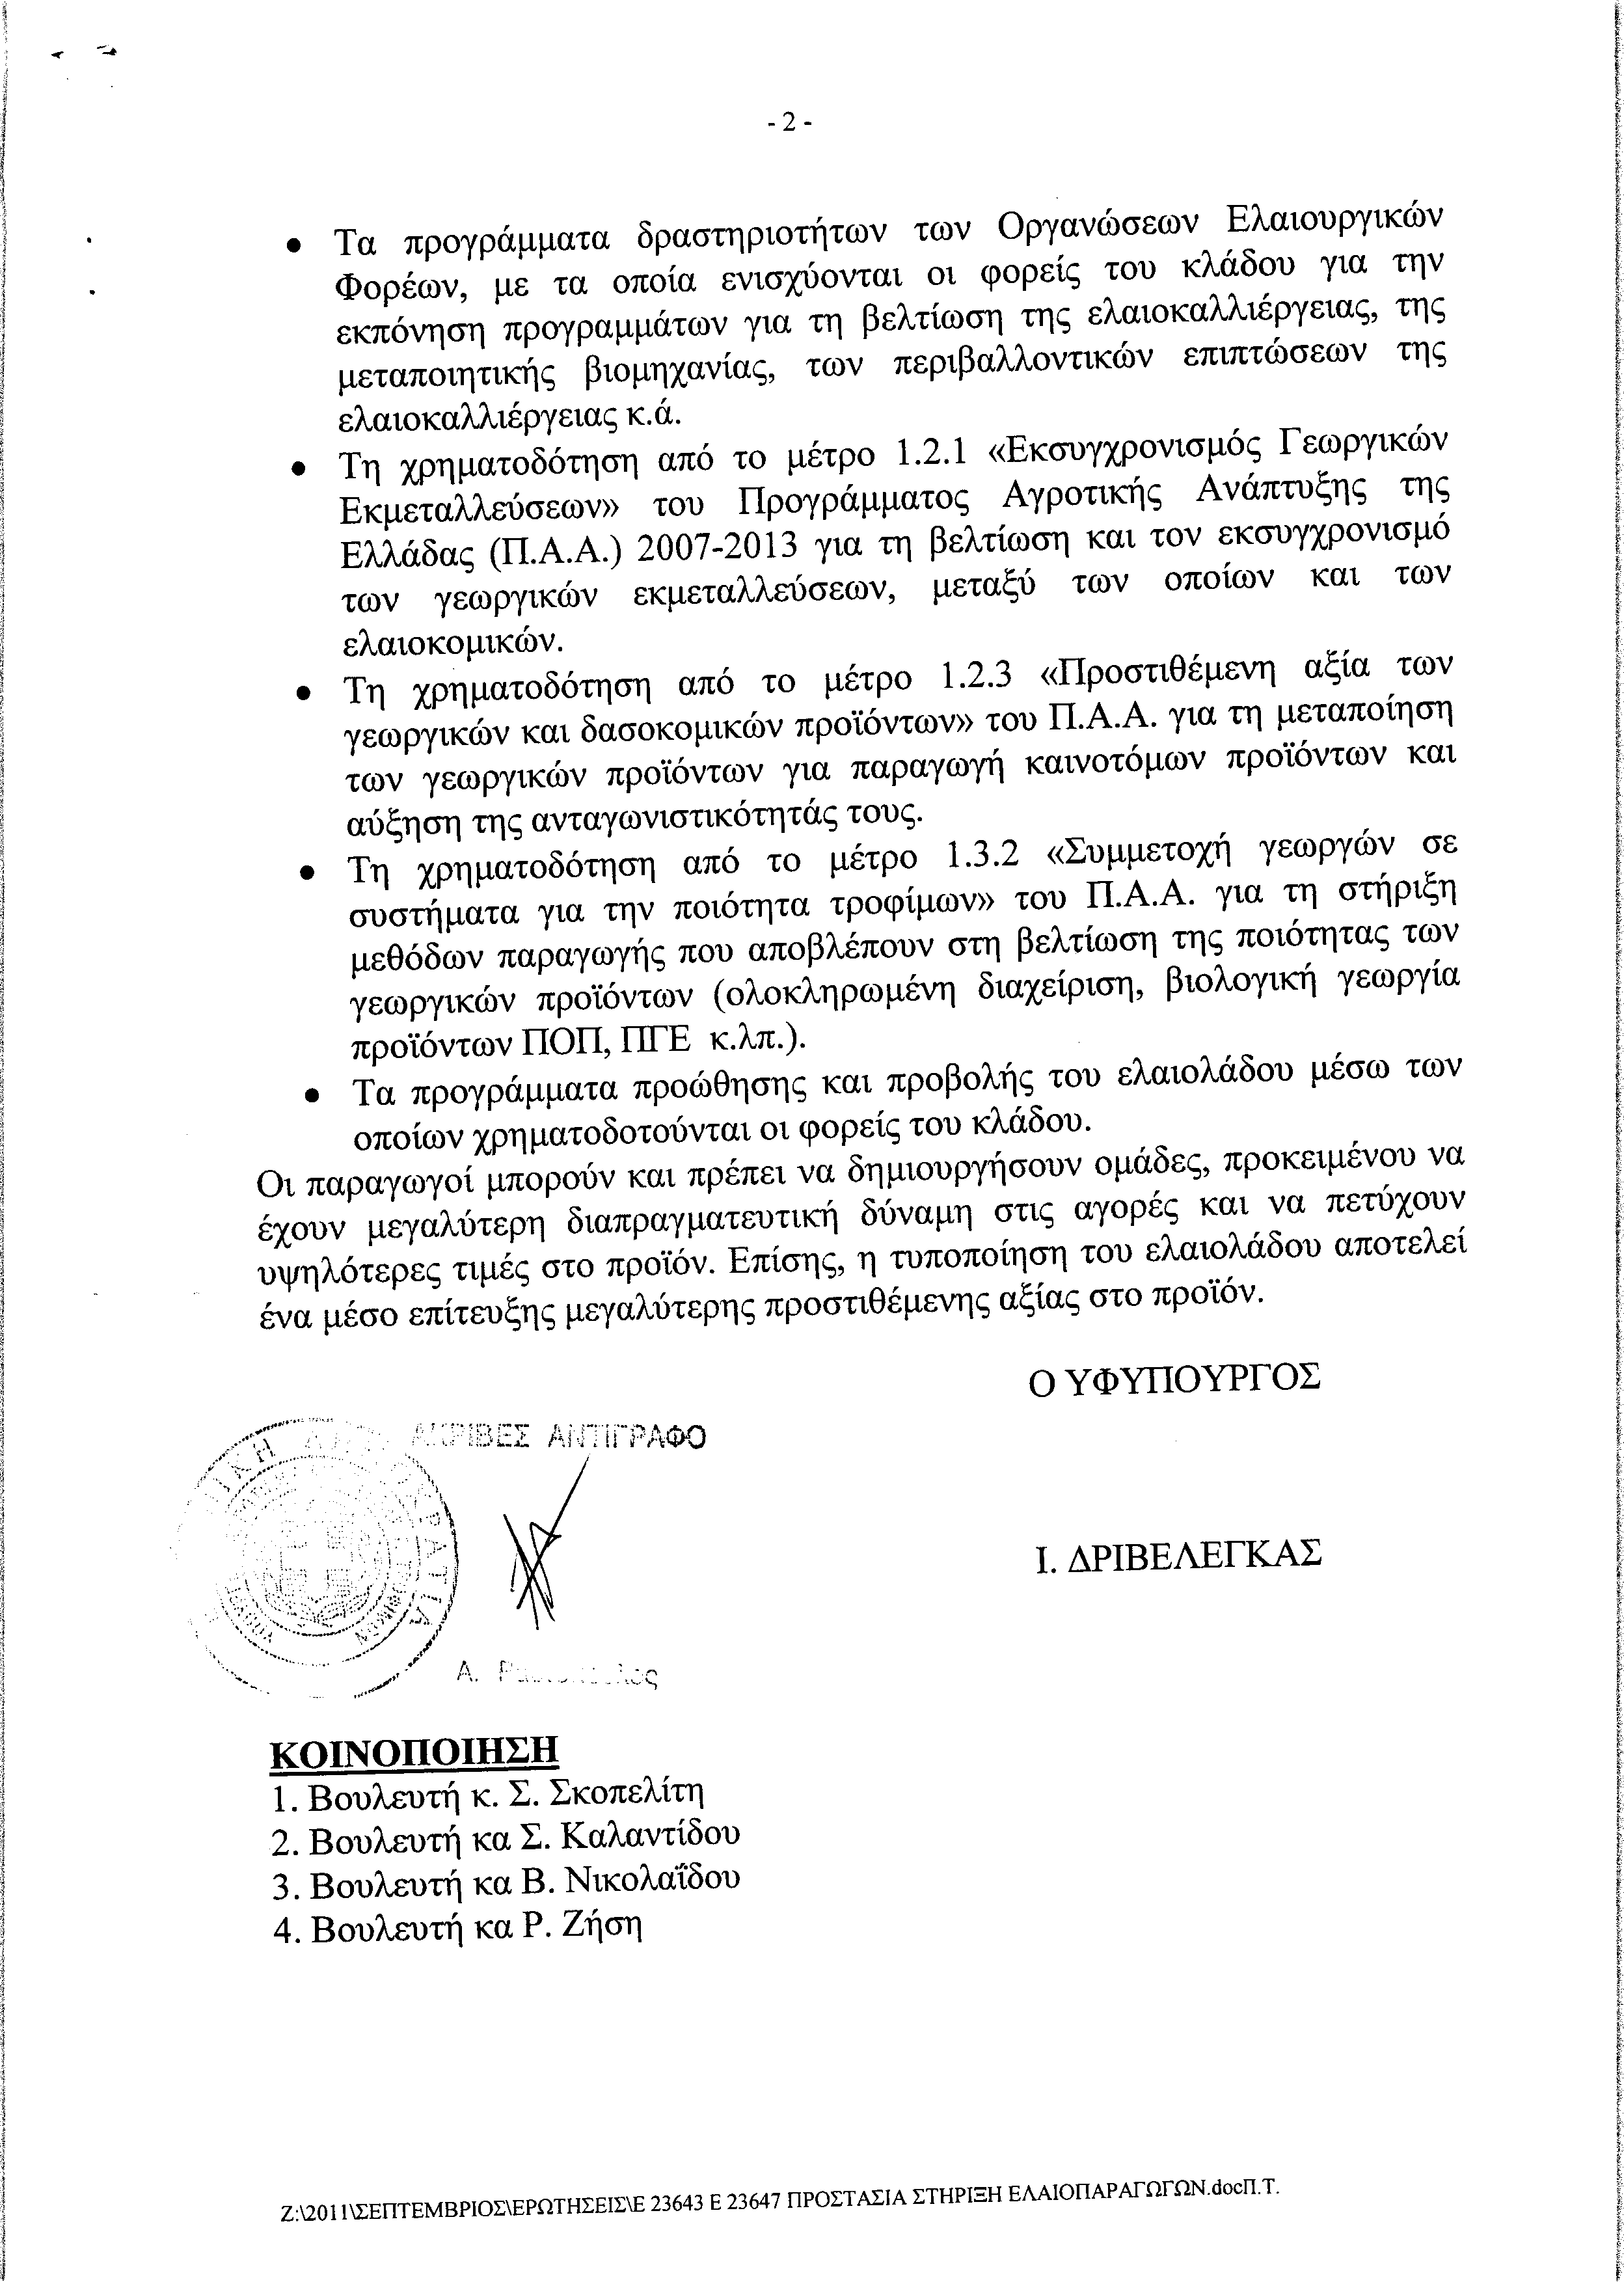 - 2 -
• Τα προγράμματα δραστηριοτήτων των Οργανώσεων Ελαιουργικών
Φορέων, με τα οποία ενισχύονται οι φορείς του κλάδου για την
εκπόνηση προγραμμάτων για τη βελτίωση της ελαιοκαλλιέργειας, της
μεταποιητικής βιομηχανίας, των περιβαλλοντικών επιπτώσεων της
ελαιοκαλλιέργειας κ.ά.
• Τη χρηματοδότηση από το μέτρο 1.2.1 «Εκσυγχρονισμός Γεωργικών
Εκμεταλλεύσεων» του Προγράμματος Αγροτικής Ανάπτυξης της
Ελλάδας (Π.Α.Α.) 2007-2013 για τη βελτίωση και τον εκσυγχρονισμό
των γεωργικών εκμεταλλεύσεων, μεταξύ των οποίων και των
ελαιοκομικών.
• Τη χρηματοδότηση από το μέτρο 1.2.3 «Προστιθέμενη αξία των
γεωργικών και δασοκομικών προϊόντων» του Π.Α.Α. για τη μεταποίηση
των γεωργικών προϊόντων για παραγωγή καινοτόμων προϊόντων και
αύξηση της ανταγωνιστικότητάς τους.
• Τη χρηματοδότηση από το μέτρο 1.3.2 «Συμμετοχή γεωργών σε
συστήματα για την ποιότητα τροφίμων» του Π.Α.Α. για τη στήριξη
μεθόδων παραγωγής που αποβλέπουν στη βελτίωση της ποιότητας των
γεωργικών προϊόντων (ολοκληρωμένη διαχείριση, βιολογική γεωργία
προϊόντων ΠΟΠ, ΠΓΕ κ.λπ.).
• Τα προγράμματα προώθησης και προβολής του ελαιολάδου μέσω των
οποίων χρηματοδοτούνται οι φορείς του κλάδου.
Οι παραγωγοί μπορούν και πρέπει να δημιουργήσουν ομάδες, προκειμένου να
έχουν μεγαλύτερη διαπραγματευτική δύναμη στις αγορές και να πετύχουν
υψηλότερες τιμές στο προϊόν. Επίσης, η τυποποίηση του ελαιολάδου αποτελεί
ένα μέσο επίτευξης μεγαλύτερης προστιθέμενης αξίας στο προϊόν.
Ο ΥΦΥΠΟΥΡΓΟΣ
ΑΚΡΙΒΕΣ ΑΝΤΙΓΡΑΦΟ
Ι. ΔΡΙΒΕΛΕΓΚΑΣ
Α.
ΚΟΙΝΟΠΟΙΗΣΗ
1. Βουλευτή κ. Σ. Σκοπελίτη
2. Βουλευτή κα Σ. Καλαντίδου
3. Βουλευτή κα Β. Νικολαΐδου
4. Βουλευτή κα Ρ. Ζήση
Z:\2011\ΣΕΠΤΕΜΒΡΙΟΣ\ΕΡΩΤΗΣΕΙΣ\Ε 23643 Ε 23647 ΠΡΟΣΤΑΣΙΑ ΣΤΗΡΙΞΗ ΕΛΑΙΟΠΑΡΑΓΩΓΩΝ.docΠ.Τ.